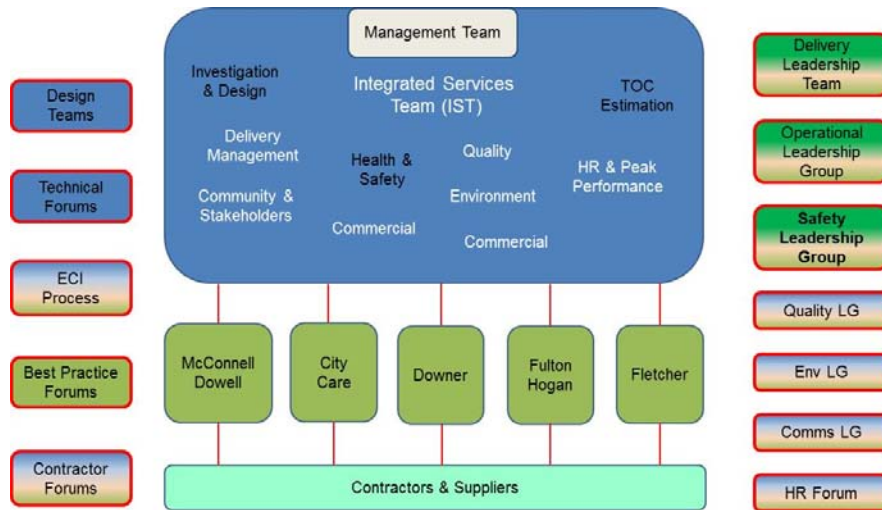 Management Team
Investigation
& Design
Integrated Services
Team (IST)
TOC
Estimation
Delivery
Management
Health &
Safety
Quality
HR & Peak
Performance
Community &
Stakeholders
Environment
Commercial
Commercial
Design
Teams
Technical
Forums
ECI
Process
Best Practice
Forums
Contractor
Forums
McConnell
Dowell
City
Care
Downer
Fulton
Hogan
Fletcher
Contractors & Suppliers
Delivery
Leadership
Team
Operational
Leadership
Group
Safety
Leadership
Group
Quality LG
Env LG
Comms LG
HR Forum